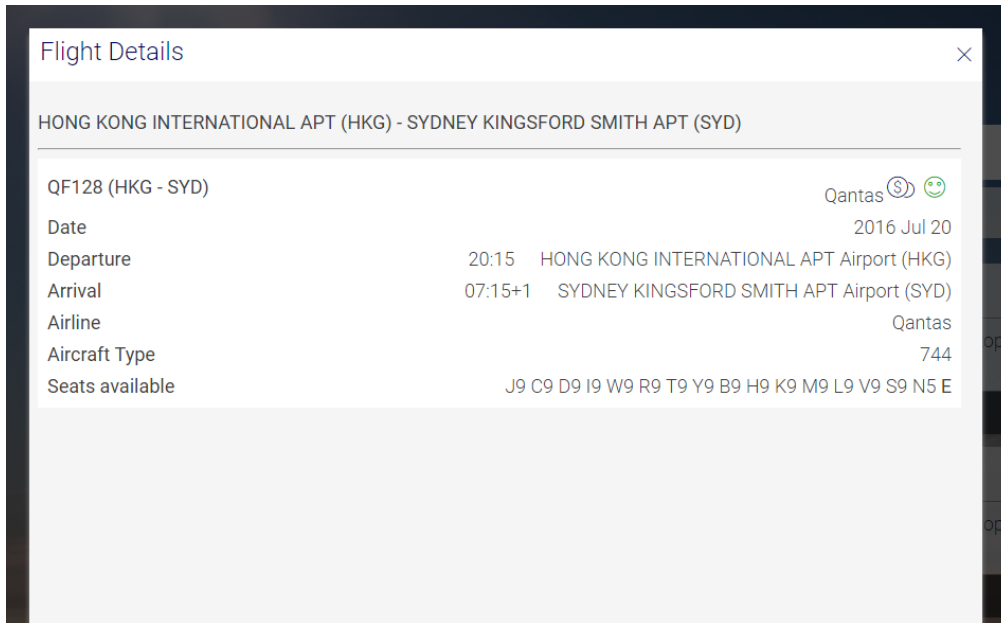 Flight Details
HONG KONG INTERNATIONAL APT (HKG) - SYDNEY KINGSFORD SMITH APT (SYD)
QF128 (HKG - SYD) Qantas
Date 2016 Jul 20
Departure 20:15 HONG KONG INTERNATIONAL APT Airport (HKG)
Arrival 07:15+1 SYDNEY KINGSFORD SMITH APT Airport (SYD)
Airline Qantas
Aircraft Type 744
Seats available J9 C9 D9 I9 W9 R9 T9 Y9 B9 H9 K9 M9 L9 V9 S9 N5 E